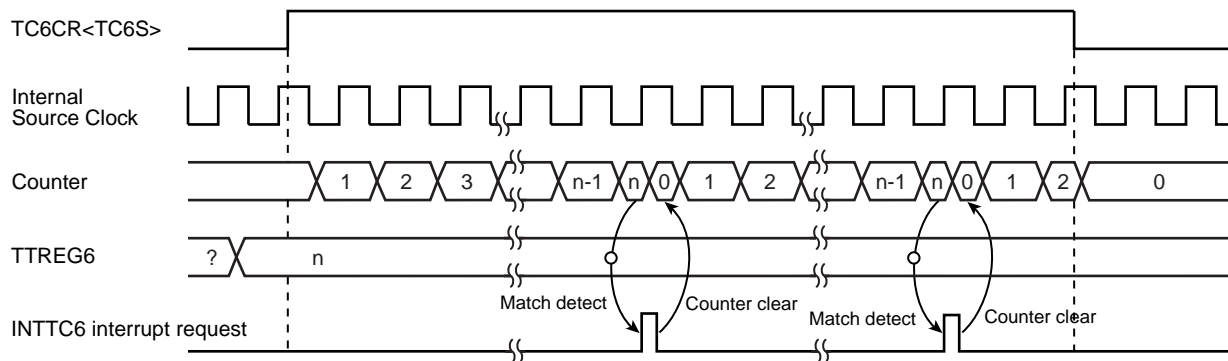 TC6CR<TC6S>
Internal
Source Clock
Counter 1 2 3 n-1 n 0 1 2 n-1 n 0 1 2 0
TTREG6 ? n
Match detect Counter clear Match detect Counter clear
INTTC6 interrupt request